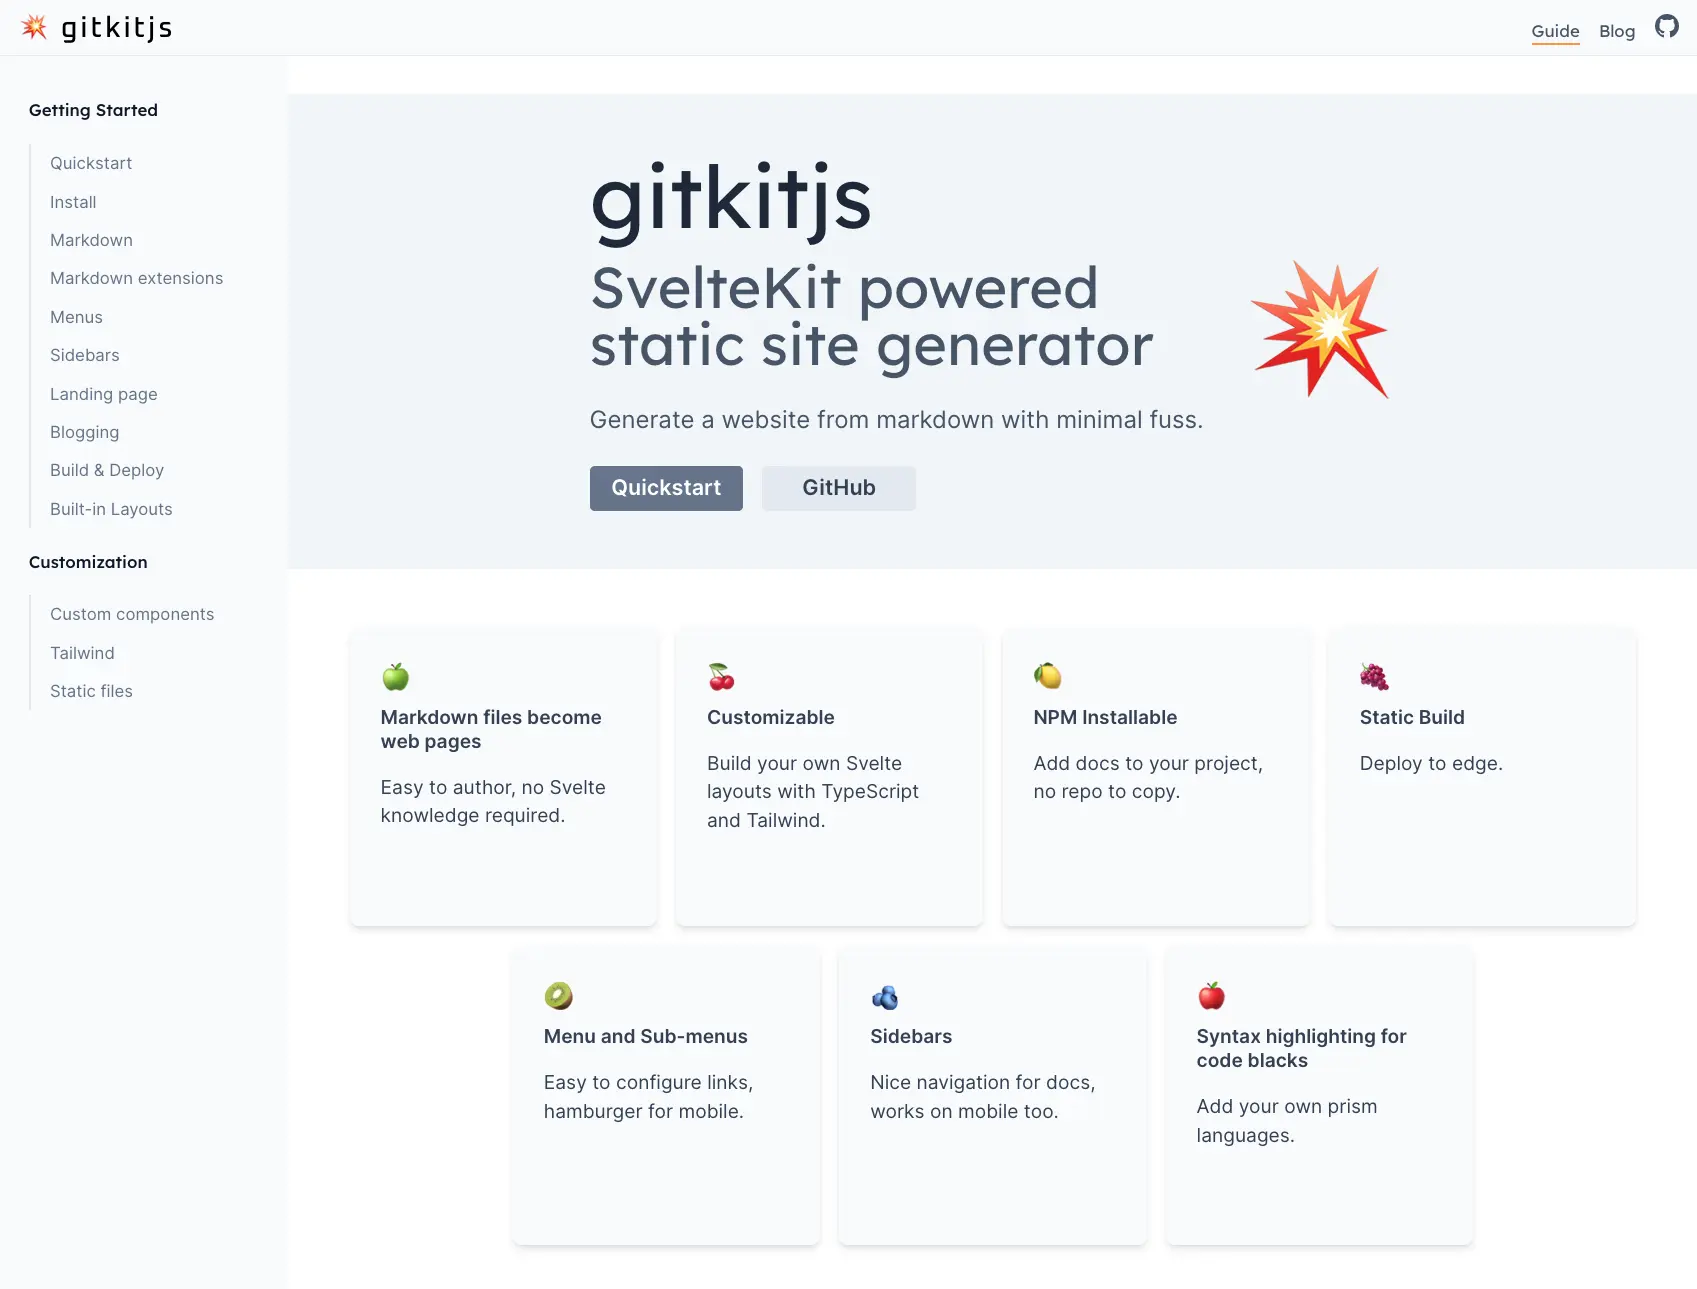 gitkitjs
Guide
Blog
Getting Started
Quickstart
Install
Markdown
Markdown extensions
Menus
Sidebars
Landing page
Blogging
Build & Deploy
Built-in Layouts
Customization
Custom components
Tailwind
Static files
gitkitjs
SvelteKit powered
static site generator
Generate a website from markdown with minimal fuss.
Quickstart
GitHub
Markdown files become
web pages
Easy to author, no Svelte
knowledge required.
Customizable
Build your own Svelte
layouts with TypeScript
and Tailwind.
NPM Installable
Add docs to your project,
no repo to copy.
Static Build
Deploy to edge.
Menu and Sub-menus
Easy to configure links,
hamburger for mobile.
Sidebars
Nice navigation for docs,
works on mobile too.
Syntax highlighting for
code blacks
Add your own prism
languages.